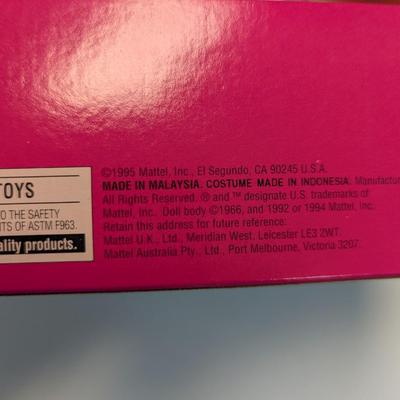 TOYS
TO THE SAFETY
OF ASTM F963.
products.
©1995 Mattel, Inc., El Segundo, CA 90245 U.S.A.
MADE IN MALAYSIA. COSTUME MADE IN INDONESIA.
All Rights Reserved. ® and ™ designate U.S. trademarks of
Mattel, Inc. Doll body ©1966, and 1992 or 1994 Mattel, Inc.
Retain this address for future reference:
Mattel U.K., Ltd., Meridian West, Leicester LE3 2WT.
Mattel Australia Pty., Ltd., Port Melbourne, Victoria 3207.